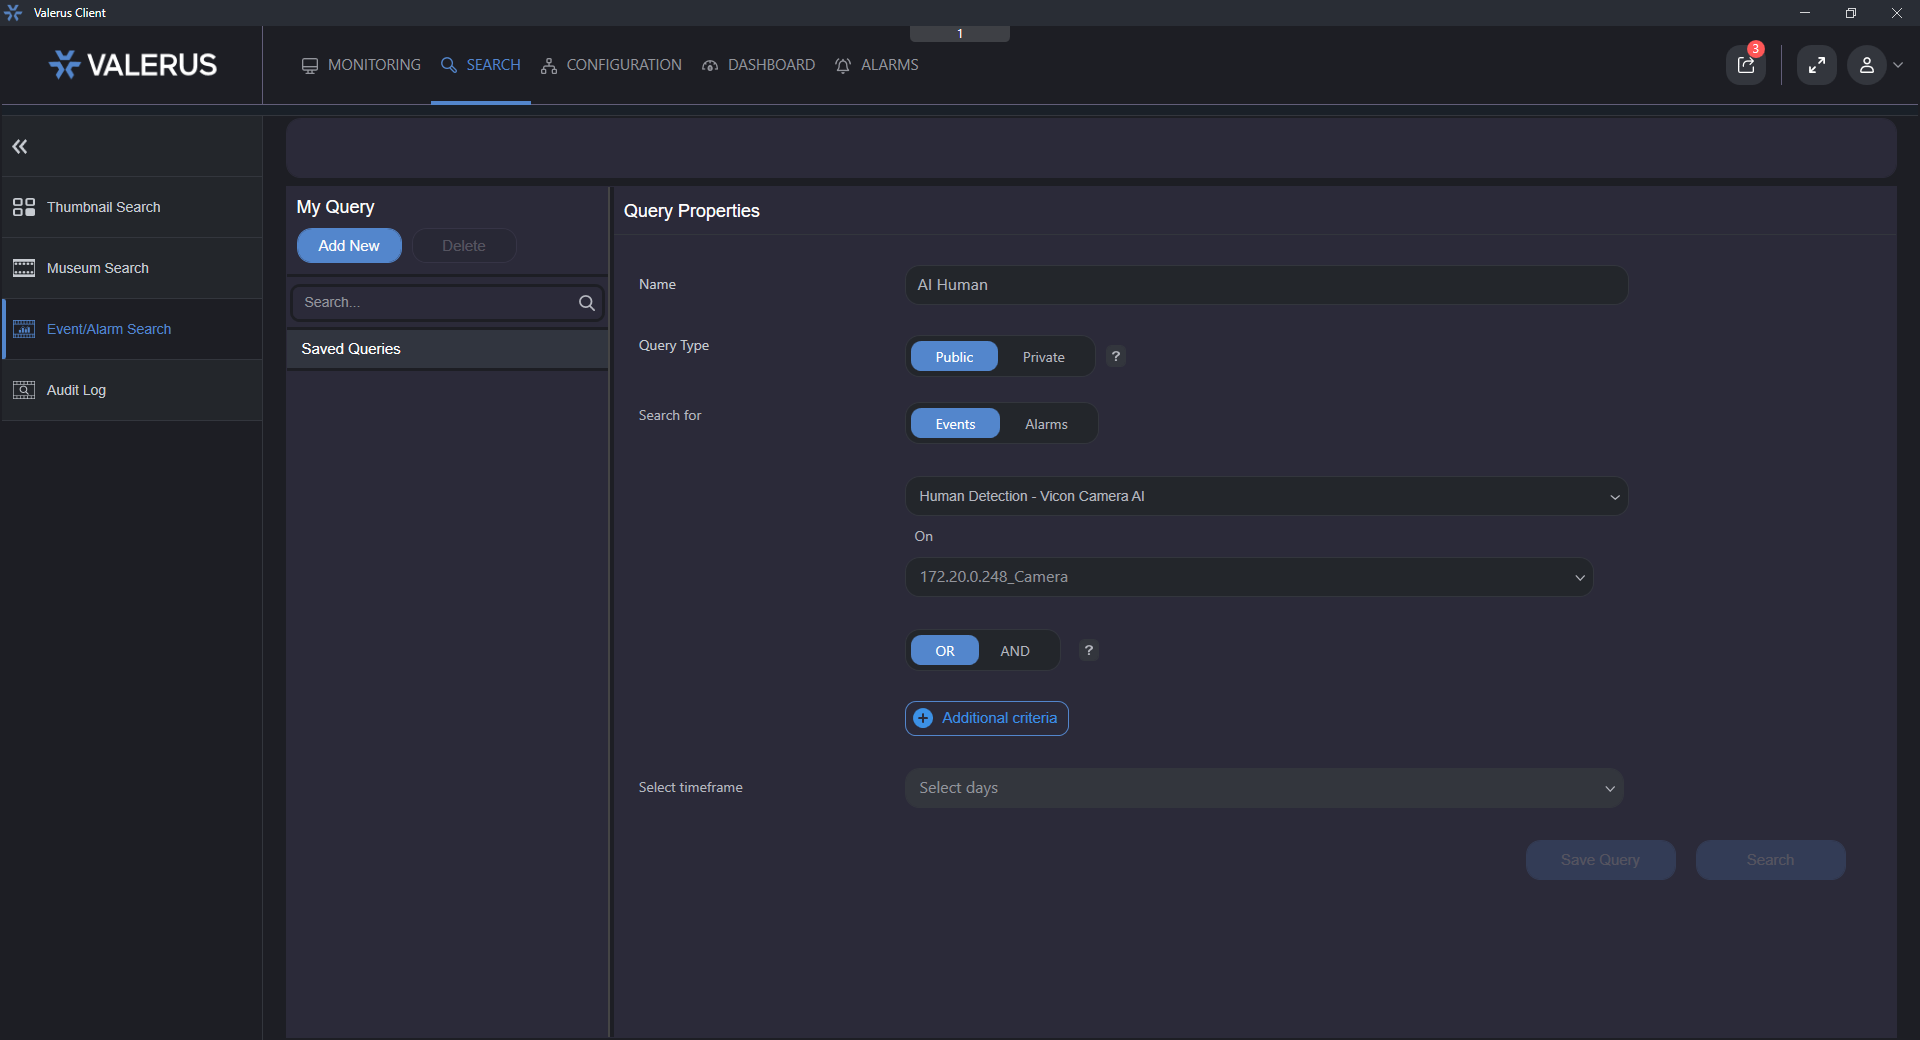 Valerus Client
1
VALERUS
MONITORING
SEARCH
CONFIGURATION
DASHBOARD
ALARMS
3
Thumbnail Search
Museum Search
Event/Alarm Search
Audit Log
My Query
Add New
Delete
Search...
Saved Queries
Query Properties
Name
AI Human
Query Type
Public
Private
?
Search for
Events
Alarms
Human Detection - Vicon Camera AI
On
172.20.0.248_Camera
OR
AND
?
Additional criteria
Select timeframe
Select days
Save Query
Search